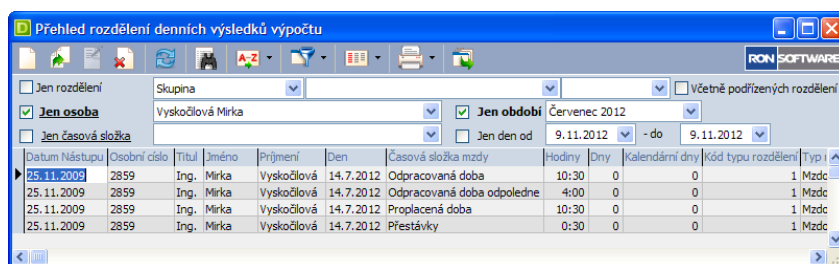 Přehled rozdělení denních výsledků výpočtu
A-Z
RON SOFTWARE
Jen rozdělení Skupina Včetně podřízených rozdělení
Jen osoba Vyskočilová Mirka Jen období Červenec 2012
Jen časová složka Jen den od 9.11.2012 - do 9.11.2012
Datum Nástupu Osobní číslo Titul Jméno Příjmení Den Časová složka mzdy Hodiny Dny Kalendářní dny Kód typu rozdělení Typ
25.11.2009 2859 Ing. Mirka Vyskočilová 14.7.2012 Odpracovaná doba 10:30 0 0 1 Mzdo
25.11.2009 2859 Ing. Mirka Vyskočilová 14.7.2012 Odpracovaná doba odpoledne 4:00 0 0 1 Mzdo
25.11.2009 2859 Ing. Mirka Vyskočilová 14.7.2012 Proplacená doba 10:30 0 0 1 Mzdo
25.11.2009 2859 Ing. Mirka Vyskočilová 14.7.2012 Přestávky 0:30 0 0 1 Mzdo